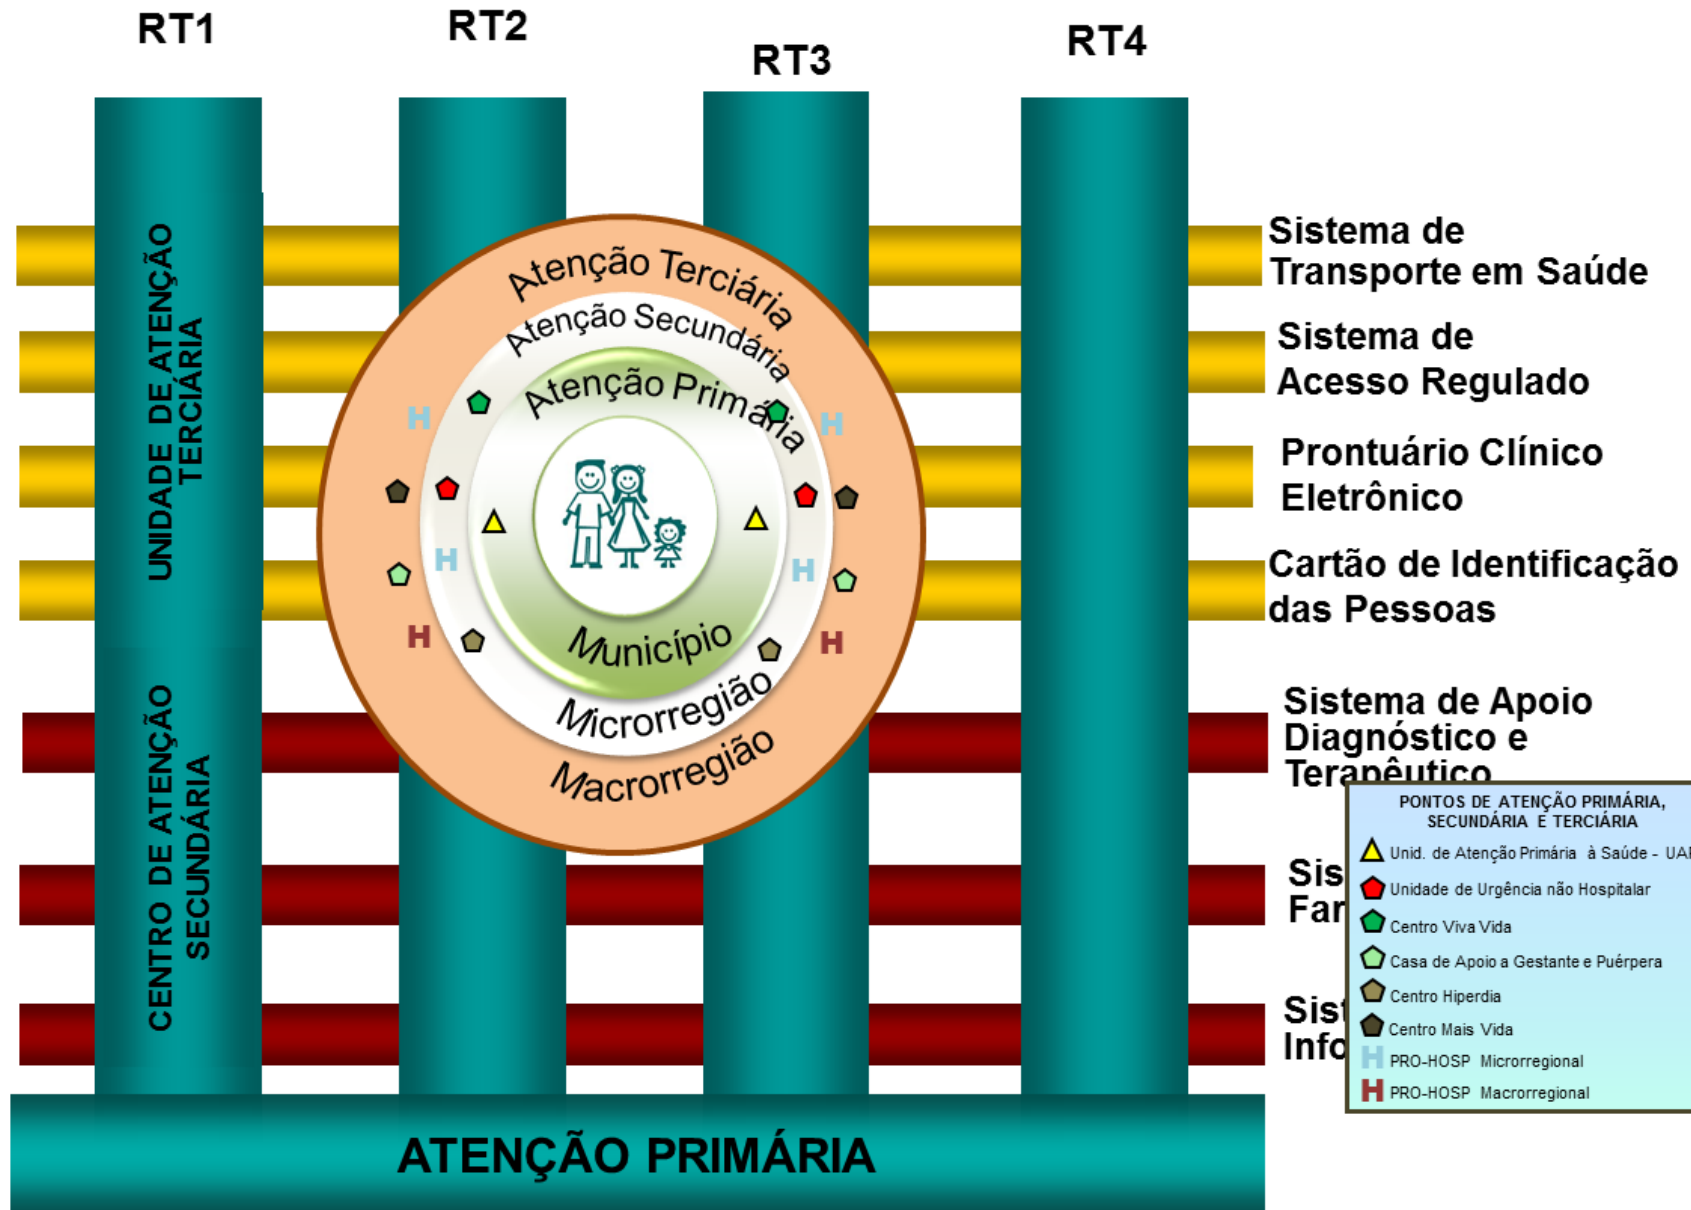 RT1
RT2
RT3
RT4
UNIDADE DE ATENÇÃO
TERCIÁRIA
CENTRO DE ATENÇÃO
SECUNDÁRIA
Atenção Terciária
Atenção Secundária
Atenção Primária
H
H
H
H
H
H
Município
Microrregião
Macrorregião
Sistema de
Transporte em Saúde
Sistema de
Acesso Regulado
Prontuário Clínico
Eletrônico
Cartão de Identificação
das Pessoas
Sistema de Apoio
Diagnóstico e
Terapêutico
PONTOS DE ATENÇÃO PRIMÁRIA,
SECUNDÁRIA E TERCIÁRIA
Unid. de Atenção Primária à Saúde -
Unidade de Urgência não Hospitalar
Centro Viva Vida
Casa de Apoio a Gestante e Puérpera
Centro Hiperdia
Centro Mais Vida
H PRO-HOSP Microrregional
H PRO-HOSP Macrorregional
ATENÇÃO PRIMÁRIA